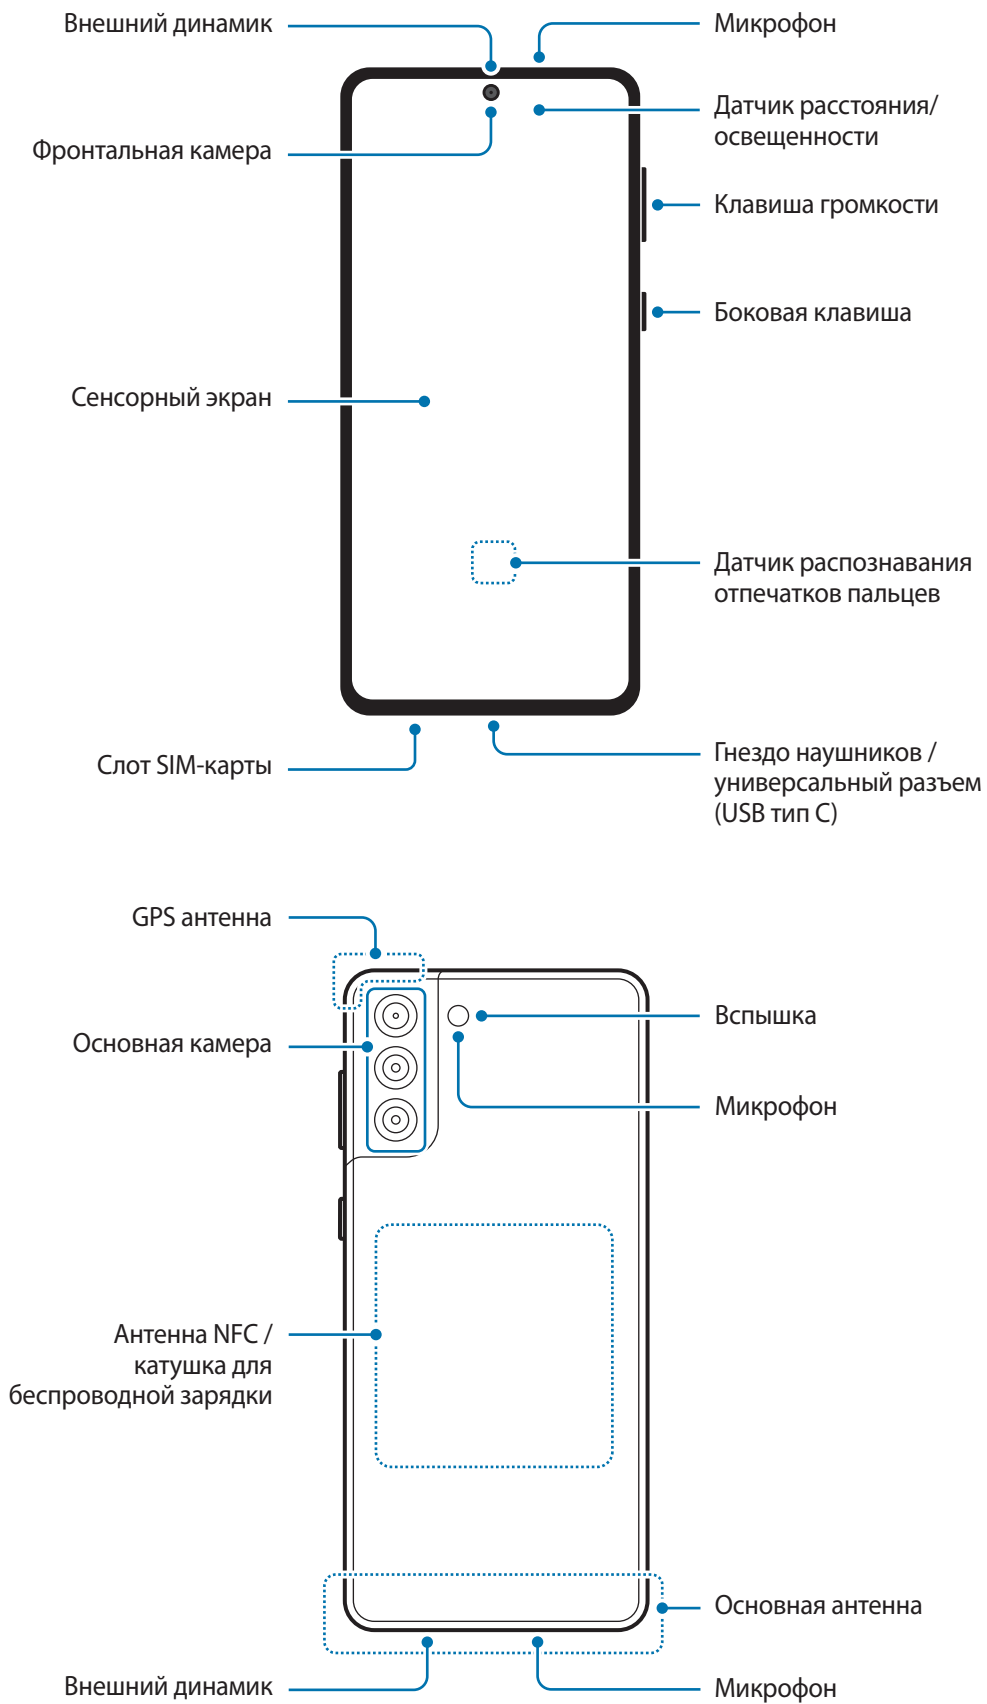 Внешний динамик
Микрофон
Датчик расстояния/
освещенности
Фронтальная камера
Клавиша громкости
Боковая клавиша
Сенсорный экран
Датчик распознавания
отпечатков пальцев
Слот SIM-карты
Гнездо наушников /
универсальный разъем
(USB тип C)
GPS антенна
Вспышка
Основная камера
Микрофон
Антенна NFC /
катушка для
беспроводной зарядки
Основная антенна
Внешний динамик
Микрофон